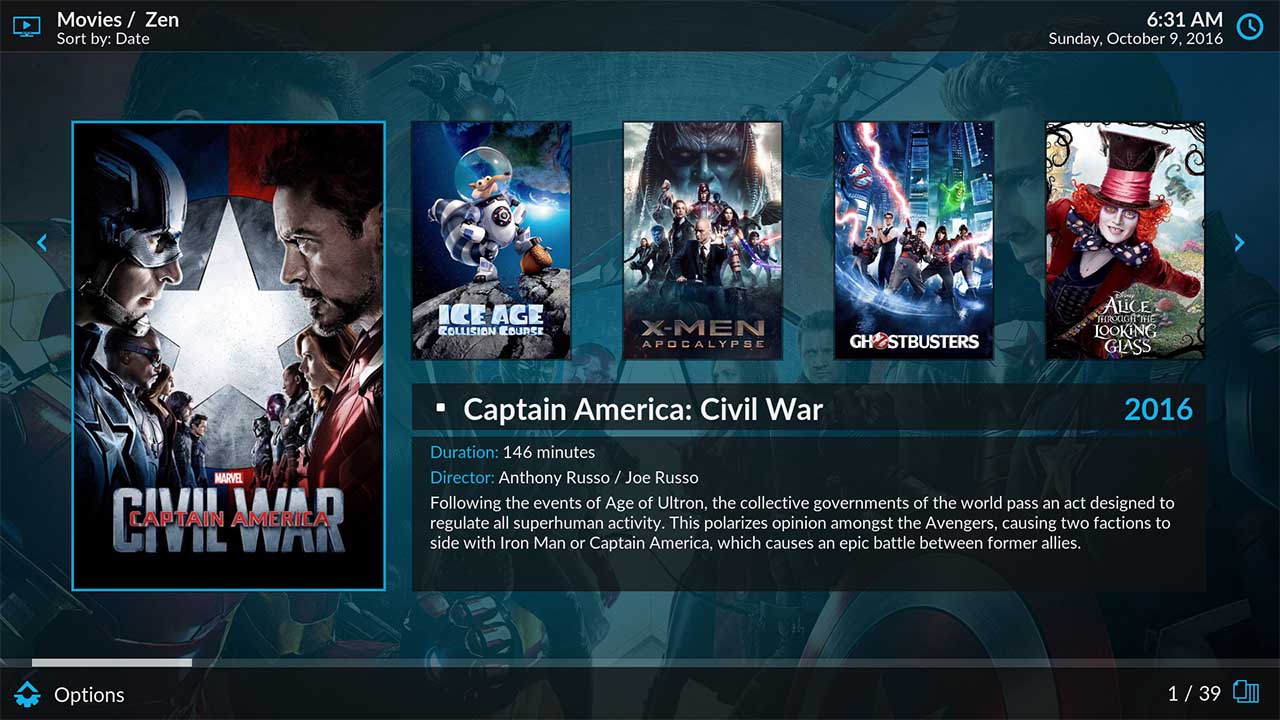 Movies / Zen
Sort by: Date
6:31 AM
Sunday, October 9, 2016
MARVEL
CIVIL WAR
CAPTAIN AMERICA
ICE AGE
COLLISION COURSE
X-MEN
APOCALYPSE
GHOSTBUSTERS
Disney
ALICE
THROUGH THE
LOOKING
GLASS
Captain America: Civil War
2016
Duration: 146 minutes
Director: Anthony Russo / Joe Russo
Following the events of Age of Ultron, the collective governments of the world pass an act designed to
regulate all superhuman activity. This polarizes opinion amongst the Avengers, causing two factions to
side with Iron Man or Captain America, which causes an epic battle between former allies.
Options
1 / 39